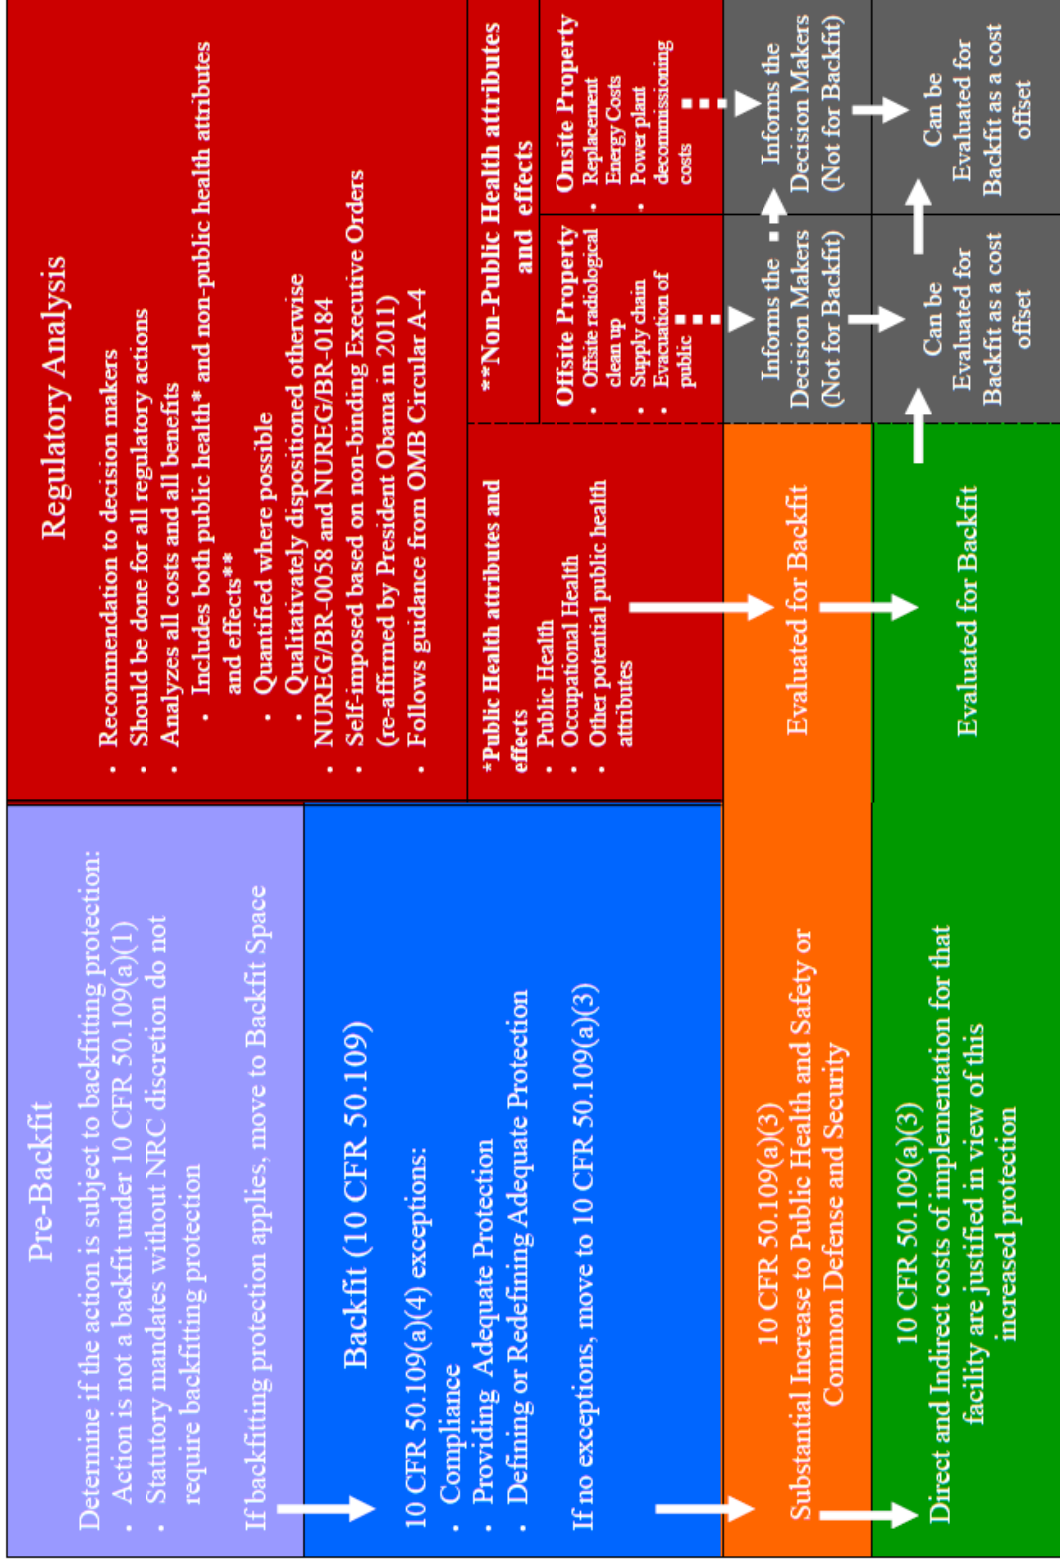 Pre-Backfit
Determine if the action is subject to backfitting protection:
• Action is not a backfit under 10 CFR 50.109(a)(1)
• Statutory mandates without NRC discretion do not
require backfitting protection
If backfitting protection applies, move to Backfit Space
Backfit (10 CFR 50.109)
10 CFR 50.109(a)(4) exceptions:
• Compliance
• Providing Adequate Protection
• Defining or Redefining Adequate Protection
If no exceptions, move to 10 CFR 50.109(a)(3)
Regulatory Analysis
• Recommendation to decision makers
• Should be done for all regulatory actions
• Analyzes all costs and all benefits
• Includes both public health* and non-public health attributes
and effects**
• Quantified where possible
• Qualitatively dispositioned otherwise
• NUREG/BR-0058 and NUREG/BR-0184
• Self-imposed based on non-binding Executive Orders
(re-affirmed by President Obama in 2011)
• Follows guidance from OMB Circular A-4
*Public Health attributes and
effects
• Public Health
• Occupational Health
• Other potential public health
attributes
**Non-Public Health attributes
and effects
Offsite Property
• Offsite radiological
clean up
• Supply chain
• Evacuation of
public
Onsite Property
• Replacement
Energy Costs
• Power plant
decommissioning
costs
10 CFR 50.109(a)(3)
Substantial Increase to Public Health and Safety or
Common Defense and Security
Evaluated for Backfit
Informs the
Decision Makers
(Not for Backfit)
Informs the
Decision Makers
(Not for Backfit)
10 CFR 50.109(a)(3)
Direct and Indirect costs of implementation for that
facility are justified in view of this
increased protection
Evaluated for Backfit
Can be
Evaluated for
Backfit as a cost
offset
Can be
Evaluated for
Backfit as a cost
offset